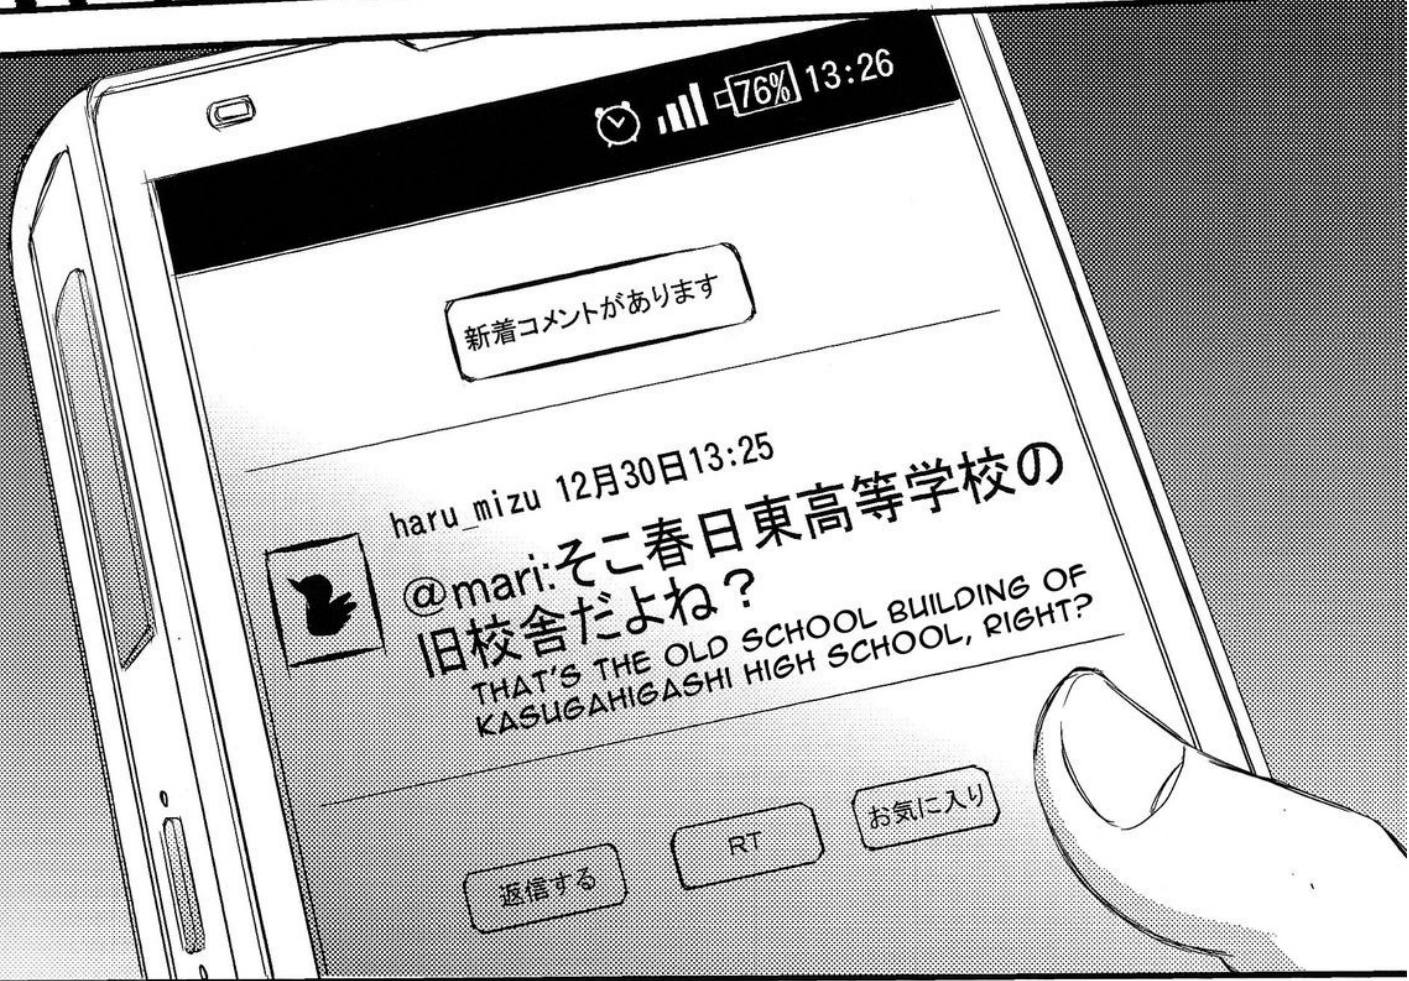 76% 13:26
新着コメントがあります
haru_mizu 12月30日13:25
@mari:そこ春日東高等学校の
旧校舎だよね？
THAT'S THE OLD SCHOOL BUILDING OF
KASUGAHIGASHI HIGH SCHOOL, RIGHT?
返信する
RT
お気に入り